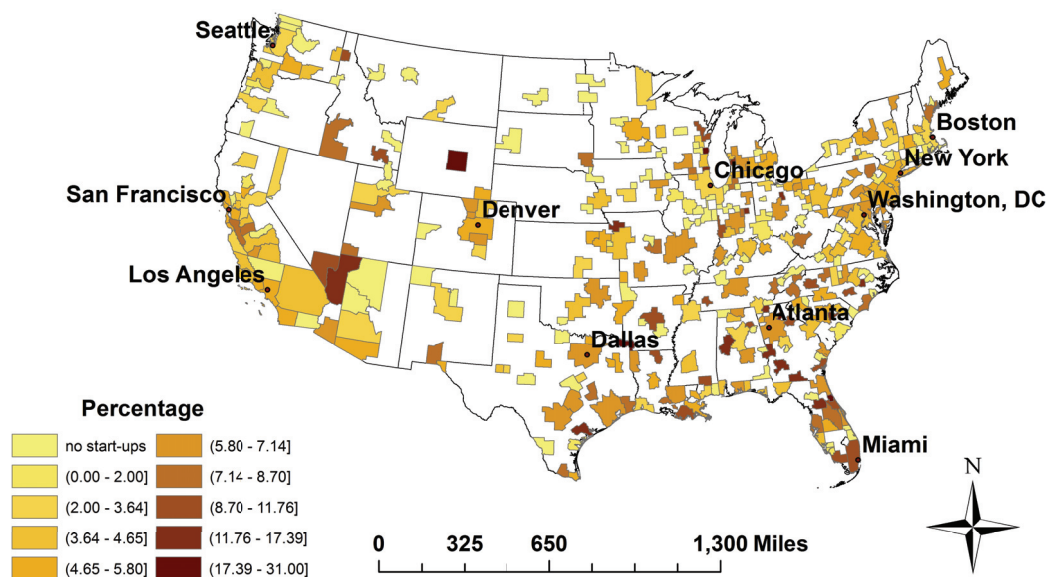 Seattle
Boston
New York
Chicago
Washington, DC
San Francisco
Denver
Los Angeles
Atlanta
Dallas
Percentage
no start-ups
(5.80 - 7.14]
(0.00 - 2.00]
(7.14 - 8.70]
Miami
N
(2.00 - 3.64]
(8.70 - 11.76]
(3.64 - 4.65]
(11.76 - 17.39]
0 325 650 1,300 Miles
(4.65 - 5.80]
(17.39 - 31.00]